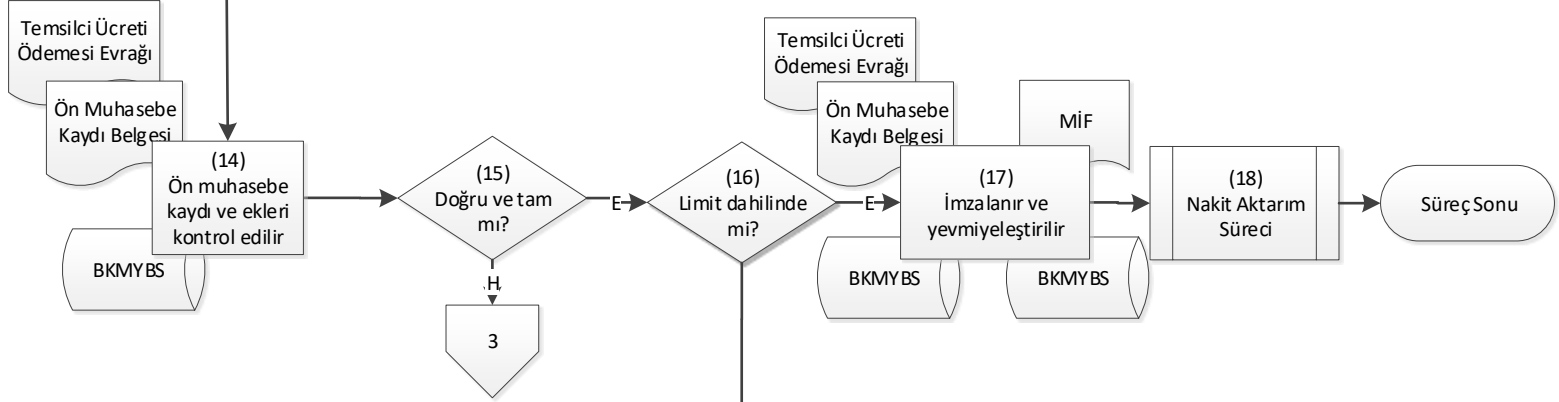 Temsilci Ücreti
Ödemesi Evrağı
Ön Muhasebe
Kaydı Belgesi
(14)
Ön muhasebe
kaydı ve ekleri
kontrol edilir
BKMYBS
(15)
Doğru ve tam
mı?
E
H
3
(16)
Limit dahilinde
mi?
E
Temsilci Ücreti
Ödemesi Evrağı
Ön Muhasebe
Kaydı Belgesi
MİF
(17)
İmzalanır ve
yevmiyeleştirilir
BKMYBS
BKMYBS
(18)
Nakit Aktarım
Süreci
Süreç Sonu